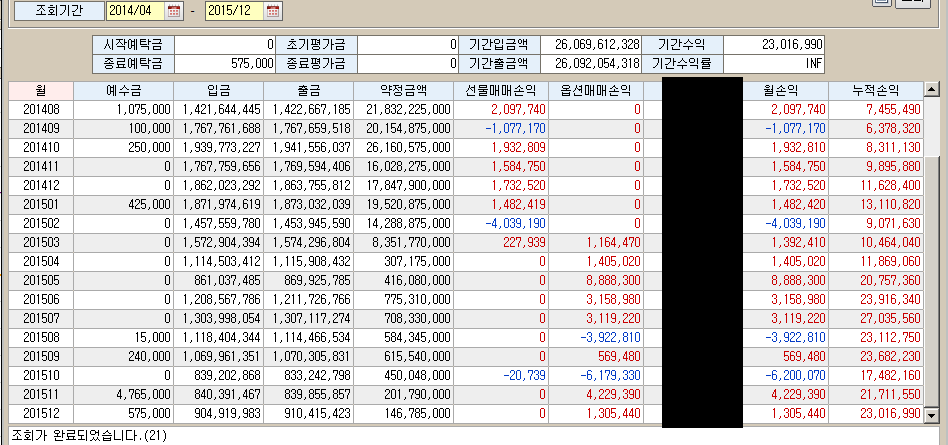 조회기간 2014/04 - 2015/12
시작예탁금 0 초기평가금 0 기간입금액 26,069,612,328 기간수익 23,016,990
종료예탁금 575,000 종료평가금 0 기간출금액 26,092,054,318 기간수익률 INF
월 예수금 입금 출금 약정금액 선물매매손익 옵션매매손익 월손익 누적손익
201408 1,075,000 1,421,644,445 1,422,667,185 21,832,225,000 2,097,740 0 2,097,740 7,455,490
201409 100,000 1,767,761,688 1,767,659,518 20,154,875,000 -1,077,170 0 -1,077,170 6,378,320
201410 250,000 1,939,773,227 1,941,556,037 26,160,575,000 1,932,809 0 1,932,810 8,311,130
201411 0 1,767,759,656 1,769,594,406 16,028,275,000 1,584,750 0 1,584,750 9,895,880
201412 0 1,862,023,292 1,863,755,812 17,847,900,000 1,732,520 0 1,732,520 11,628,400
201501 425,000 1,871,974,619 1,873,032,039 19,520,875,000 1,482,419 0 1,482,420 13,110,820
201502 0 1,457,559,780 1,453,945,590 14,288,875,000 -4,039,190 0 -4,039,190 9,071,630
201503 0 1,572,904,394 1,574,296,804 8,351,770,000 227,939 1,164,470 1,392,410 10,464,040
201504 0 1,114,503,412 1,115,908,432 307,175,000 0 1,405,020 1,405,020 11,869,060
201505 0 861,037,485 869,925,785 416,080,000 0 8,888,300 8,888,300 20,757,360
201506 0 1,208,567,786 1,211,726,766 775,310,000 0 3,158,980 3,158,980 23,916,340
201507 0 1,303,998,054 1,307,117,274 708,330,000 0 3,119,220 3,119,220 27,035,560
201508 15,000 1,118,404,344 1,114,466,534 584,345,000 0 -3,922,810 -3,922,810 23,112,750
201509 240,000 1,069,961,351 1,070,305,831 615,540,000 0 569,480 569,480 23,682,230
201510 0 839,202,868 833,242,798 450,048,000 -20,739 -6,179,330 -6,200,070 17,482,160
201511 4,765,000 840,391,467 839,855,857 201,790,000 0 4,229,390 4,229,390 21,711,550
201512 575,000 904,919,983 910,415,423 146,785,000 0 1,305,440 1,305,440 23,016,990
조회가 완료되었습니다.(21)